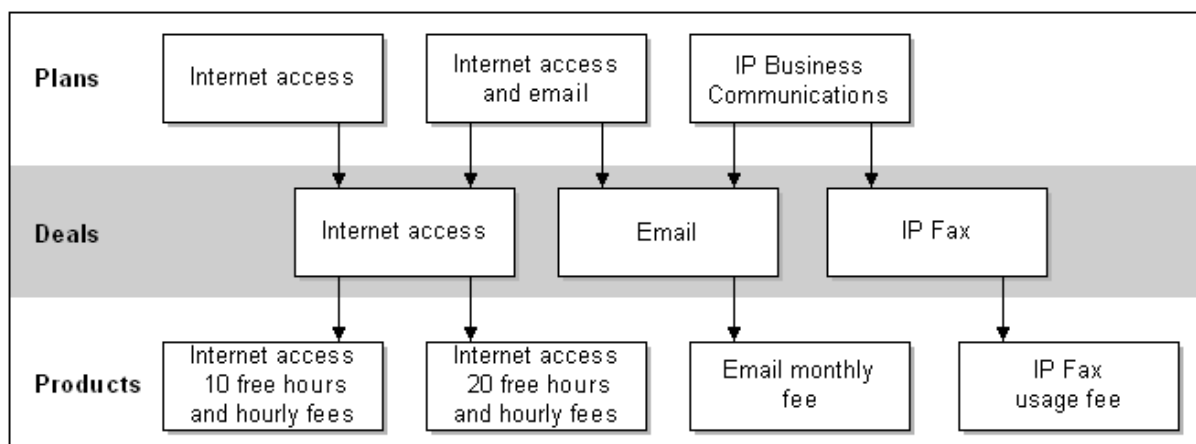 Plans
Internet access
Internet access
and email
IP Business
Communications
Deals
Internet access
Email
IP Fax
Products
Internet access
10 free hours
and hourly fees
Internet access
20 free hours
and hourly fees
Email monthly
fee
IP Fax
usage fee